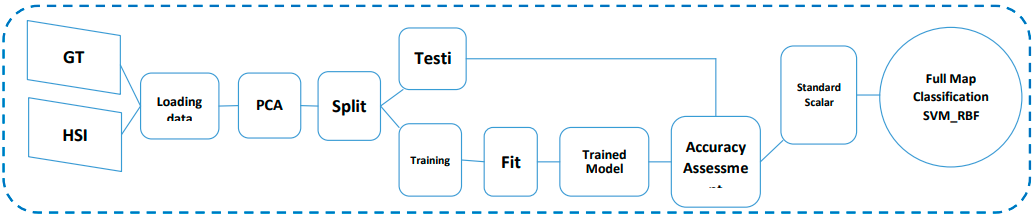 GT
HSI
Loading
data
PCA
Split
Testi
Training
Fit
Trained
Model
Accuracy
Assessme
Standard
Scalar
Full Map
Classification
SVM_RBF